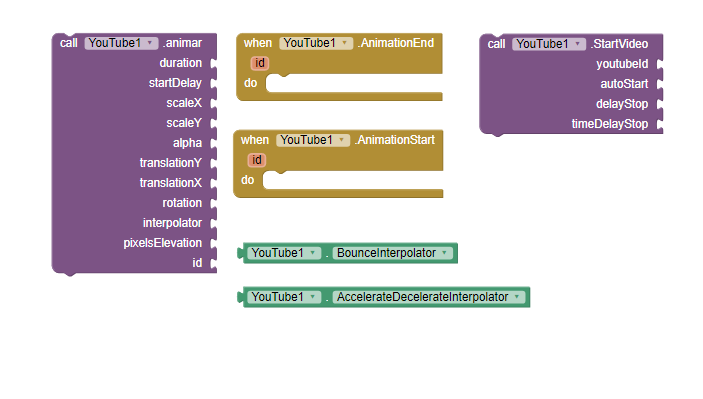 call YouTube1 .animar
duration
startDelay
scaleX
scaleY
alpha
translationY
translationX
rotation
interpolator
pixelsElevation
id
when YouTube1 .AnimationEnd
id
do
when YouTube1 .AnimationStart
id
do
YouTube1 . BounceInterpolator
YouTube1 . AccelerateDecelerateInterpolator
call YouTube1 .StartVideo
youtubeId
autoStart
delayStop
timeDelayStop